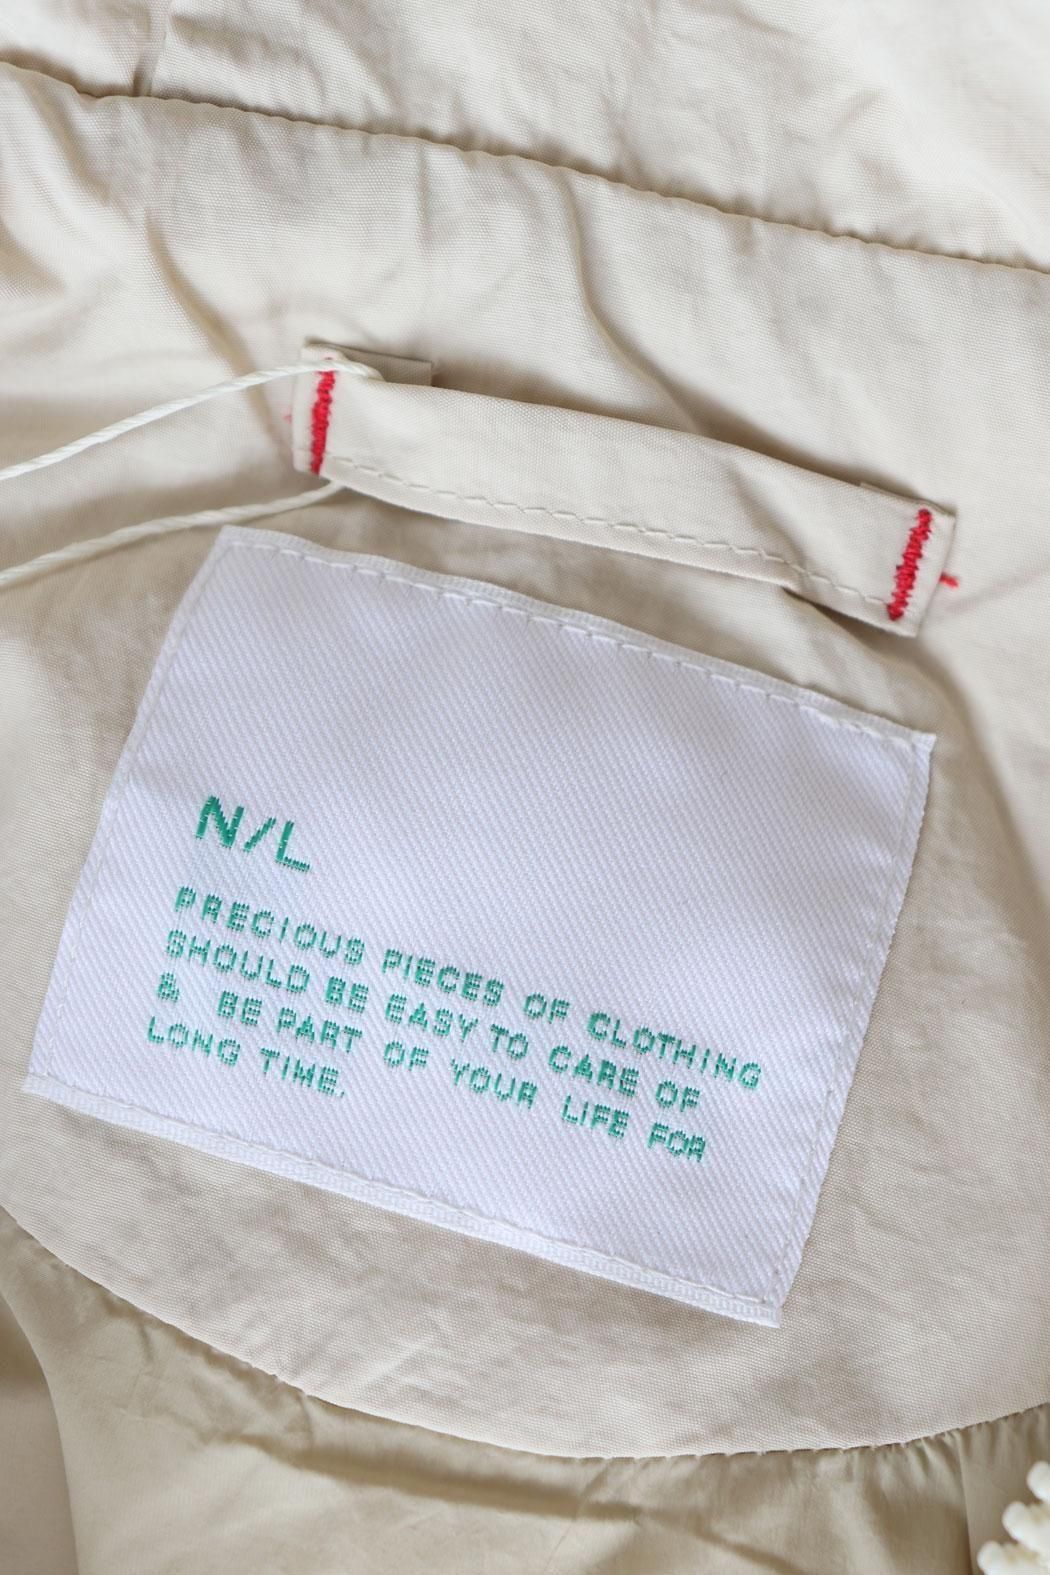 N/L
PRECIOUS PIECES OF CLOTHING
SHOULD BE EASY TO CARE OF
& BE PART OF YOUR LIFE FOR
LONG TIME.